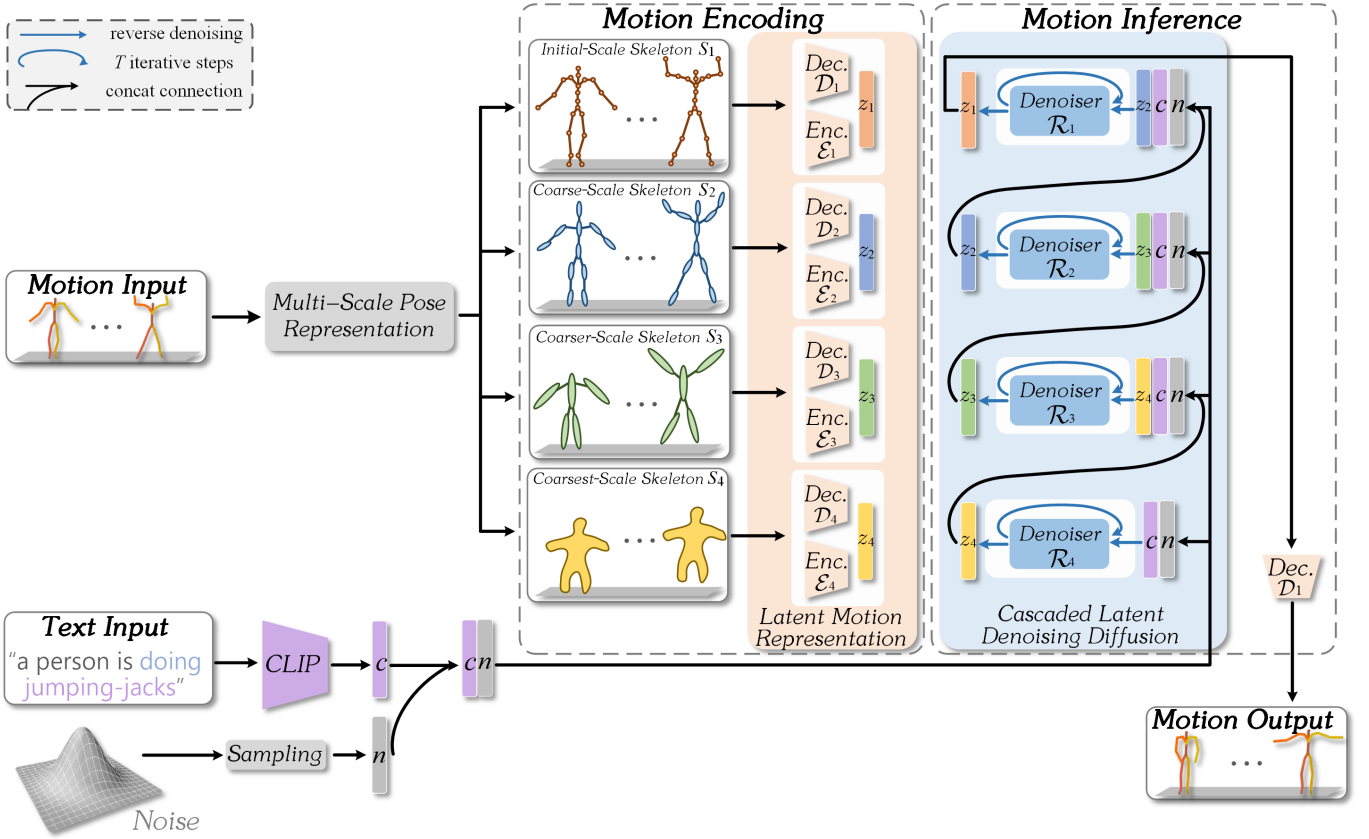 reverse denoising
T iterative steps
concat connection
Motion Input
Multi-Scale Pose
Representation
Motion Encoding
Initial-Scale Skeleton S1
Dec.
D1
Enc.
E1
z1
Coarse-Scale Skeleton S2
Dec.
D2
Enc.
E2
z2
Coarser-Scale Skeleton S3
Dec.
D3
Enc.
E3
z3
Coarsest-Scale Skeleton S4
Dec.
D4
Enc.
E4
z4
Latent Motion
Representation
Motion Inference
z1
Denoiser
R1
z2 c n
z2
Denoiser
R2
z3 c n
z3
Denoiser
R3
z4 c n
z4
Denoiser
R4
c n
Cascaded Latent
Denoising Diffusion
Dec.
D1
Text Input
"a person is doing
jumping-jacks"
CLIP
c
c n
Noise
Sampling
n
Motion Output